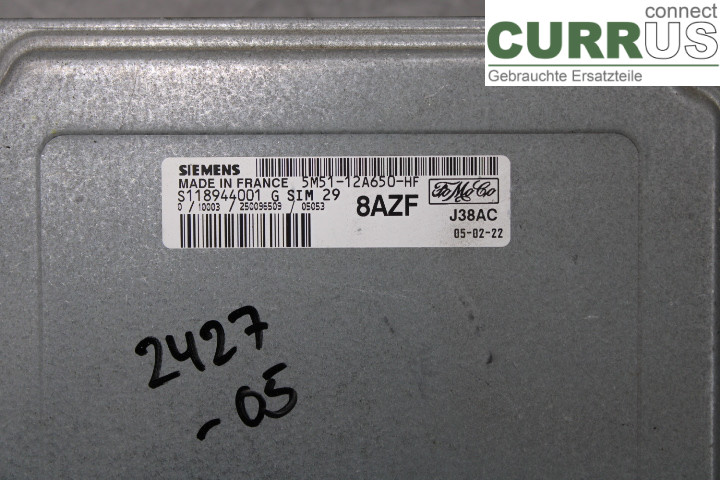 connect
CURRUS
Gebrauchte Ersatzteile
SIEMENS
MADE IN FRANCE 5M51-12A650-HF
S118944001 G SIM 29
0 / 10003 / 250096509 / 05053
8AZF
FoMoCo
J38AC
05-02-22
2427
-05